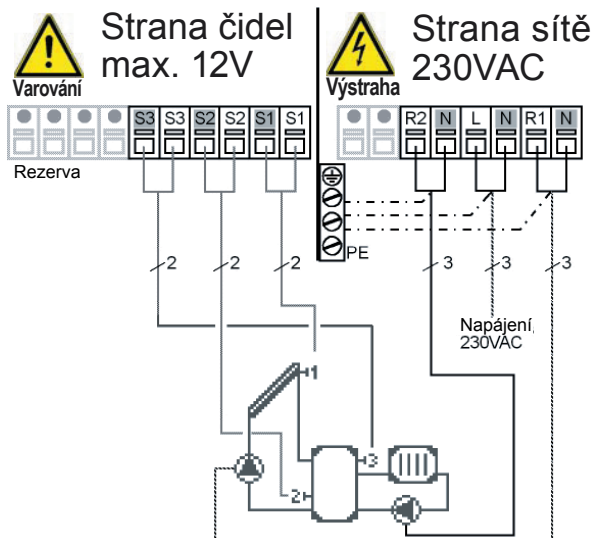 Strana čidel
max. 12V
Varování
Strana sítě
230VAC
Výstraha
S3 S3 S2 S2 S1 S1
R2 N L N R1 N
Rezerva
PE
2 2 2 3 3 3
Napájení
230VAC
1
3
2